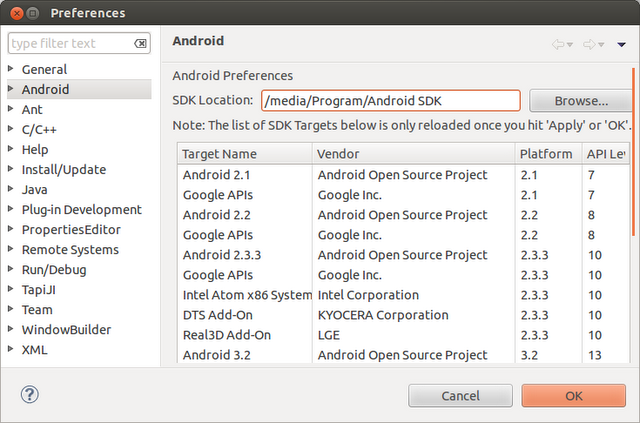 Preferences
type filter text
General
Android
Ant
C/C++
Help
Install/Update
Java
Plug-in Development
PropertiesEditor
Remote Systems
Run/Debug
TapiJI
Team
WindowBuilder
XML
Android
Android Preferences
SDK Location: /media/Program/Android SDK Browse...
Note: The list of SDK Targets below is only reloaded once you hit 'Apply' or 'OK'.
Target Name Vendor Platform API Lev
Android 2.1 Android Open Source Project 2.1 7
Google APIs Google Inc. 2.1 7
Android 2.2 Android Open Source Project 2.2 8
Google APIs Google Inc. 2.2 8
Android 2.3.3 Android Open Source Project 2.3.3 10
Google APIs Google Inc. 2.3.3 10
Intel Atom x86 System Intel Corporation 2.3.3 10
DTS Add-On KYOCERA Corporation 2.3.3 10
Real3D Add-On LGE 2.3.3 10
Android 3.2 Android Open Source Project 3.2 13
? Cancel OK